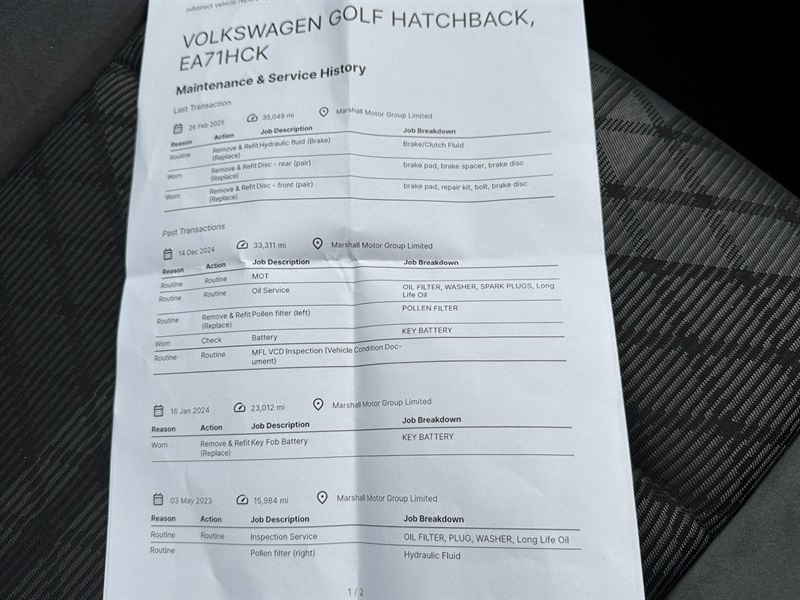 mfldirect vehicle report
VOLKSWAGEN GOLF HATCHBACK,
EA71HCK
Maintenance & Service History
Last Transaction
26 Feb 2025 35,049 mi Marshall Motor Group Limited
Reason Action Job Description Job Breakdown
Routine Remove & Refit Hydraulic fluid (Brake) Brake/Clutch Fluid
(Replace)
Worn Remove & Refit Disc - rear (pair) brake pad, brake spacer, brake disc
(Replace)
Worn Remove & Refit Disc - front (pair) brake pad, repair kit, bolt, brake disc
(Replace)
Past Transactions
14 Dec 2024 33,311 mi Marshall Motor Group Limited
Reason Action Job Description Job Breakdown
Routine Routine MOT
Routine Routine Oil Service OIL FILTER, WASHER, SPARK PLUGS, Long
Life Oil
Routine Remove & Refit Pollen filter (left) POLLEN FILTER
(Replace)
Worn Check Battery KEY BATTERY
Routine Routine MFL VCD Inspection (Vehicle Condition Doc-
ument)
16 Jan 2024 23,012 mi Marshall Motor Group Limited
Reason Action Job Description Job Breakdown
Worn Remove & Refit Key Fob Battery KEY BATTERY
(Replace)
03 May 2023 15,984 mi Marshall Motor Group Limited
Reason Action Job Description Job Breakdown
Routine Routine Inspection Service OIL FILTER, PLUG, WASHER, Long Life Oil
Routine Pollen filter (right) Hydraulic Fluid
1 / 2